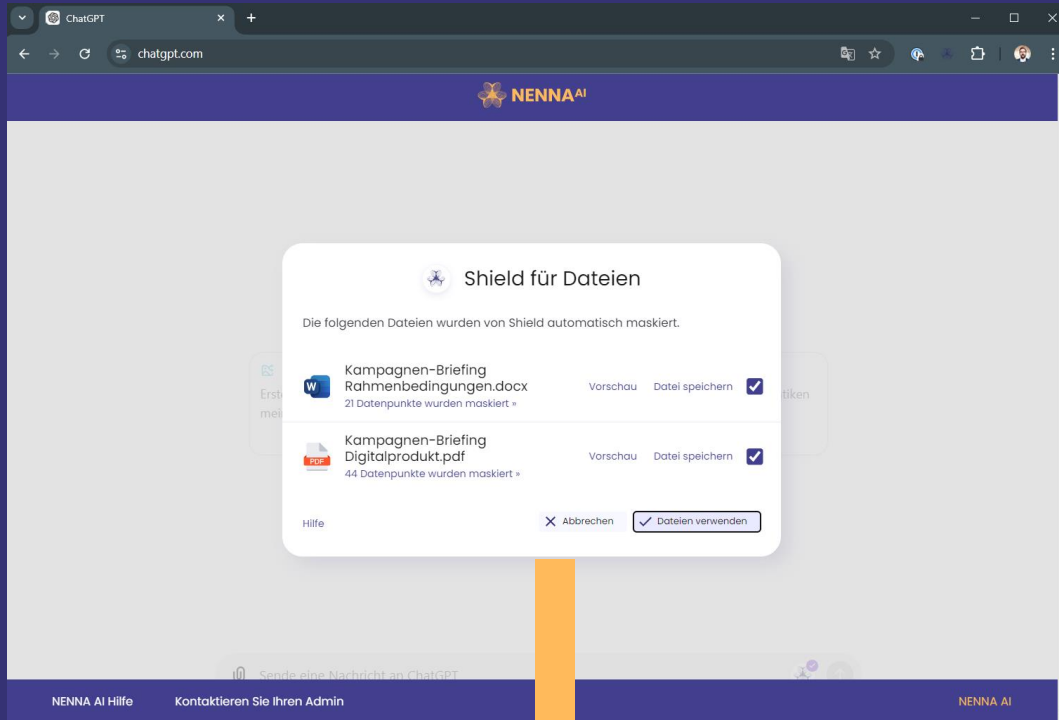 ChatGPT
chatgpt.com
NENNA AI
Shield für Dateien
Die folgenden Dateien wurden von Shield automatisch maskiert.
Kampagnen-Briefing
Rahmenbedingungen.docx
Vorschau Datei speichern
21 Datenpunkte wurden maskiert »
Kampagnen-Briefing
Digitalprodukt.pdf
Vorschau Datei speichern
44 Datenpunkte wurden maskiert »
Hilfe Abbrechen Dateien verwenden
Sende eine Nachricht an ChatGPT
NENNA AI Hilfe Kontaktieren Sie Ihren Admin NENNA AI
W
PDF